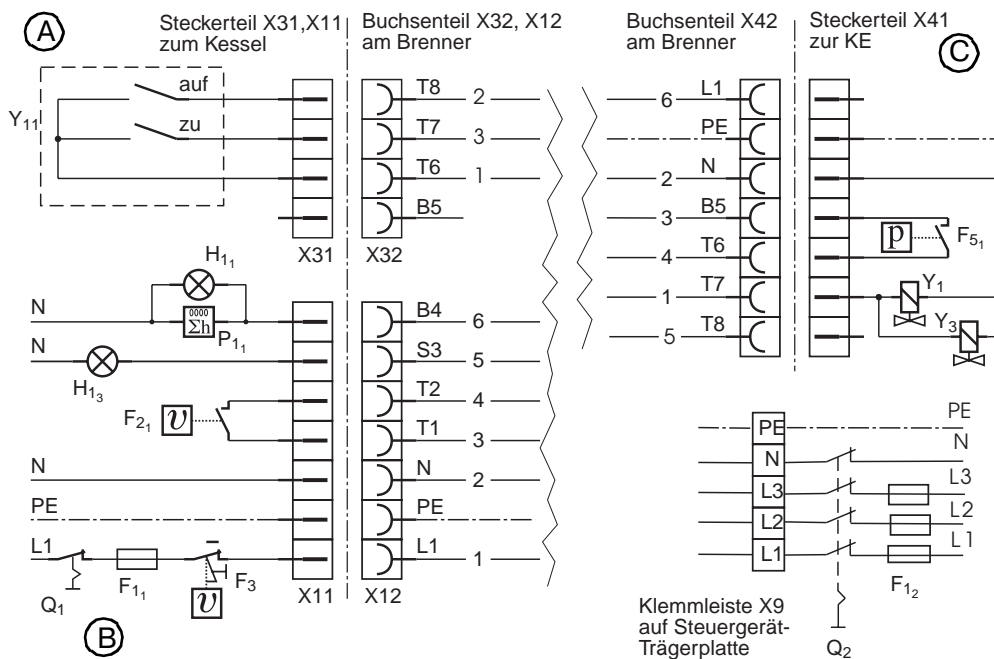 A
Steckerteil X31,X11
zum Kessel
Buchsenteil X32, X12
am Brenner
Buchsenteil X42
am Brenner
Steckerteil X41
zur KE
C
Y11
auf
zu
T8 2
T7 3
T6 1
B5
X31
X32
6 L1
PE
2 N
3 B5
4 T6
1 T7
5 T8
p
F51
Y1
Y3
H11
N
0000
Σh
P11
B4 6
N
H13
S3 5
F21
υ
T2 4
T1 3
N
N 2
PE
PE
L1
L1 1
Q1
F11
F3
υ
X11
X12
B
PE
PE
N
N
L3
L3
L2
L2
L1
L1
F12
Klemmleiste X9
auf Steuergerät-
Trägerplatte
Q2